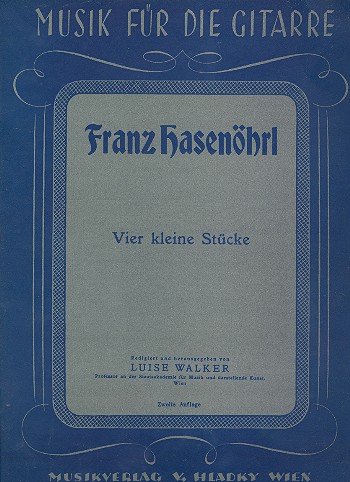 MUSIK FÜR DIE GITARRE
Franz Hasenöhrl
Vier kleine Stücke
Redigiert und herausgegeben von
LUISE WALKER
Professor an der Staatsakademie für Musik und darstellende Kunst,
Wien
Zweite Auflage
MUSIKVERLAG V. HLADKY WIEN